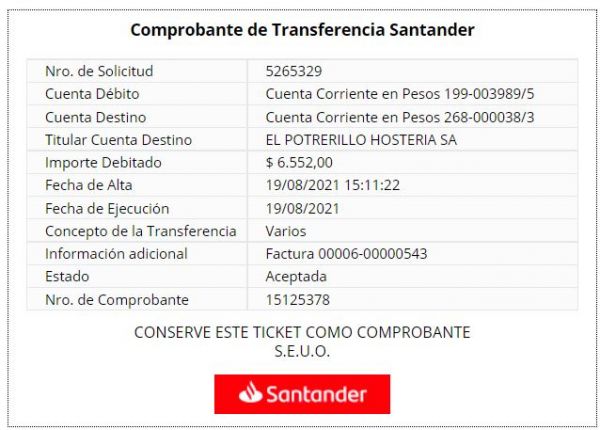 Comprobante de Transferencia Santander
Nro. de Solicitud 5265329
Cuenta Débito Cuenta Corriente en Pesos 199-003989/5
Cuenta Destino Cuenta Corriente en Pesos 268-000038/3
Titular Cuenta Destino EL POTRERILLO HOSTERIA SA
Importe Debitado $ 6.552,00
Fecha de Alta 19/08/2021 15:11:22
Fecha de Ejecución 19/08/2021
Concepto de la Transferencia Varios
Información adicional Factura 00006-00000543
Estado Aceptada
Nro. de Comprobante 15125378
CONSERVE ESTE TICKET COMO COMPROBANTE
S.E.U.O.
Santander